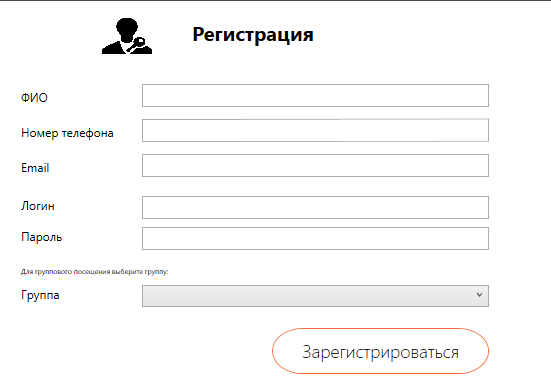 Регистрация
ФИО
Номер телефона
Email
Логин
Пароль
Для группового посещения выберите группу:
Группа
Зарегистрироваться